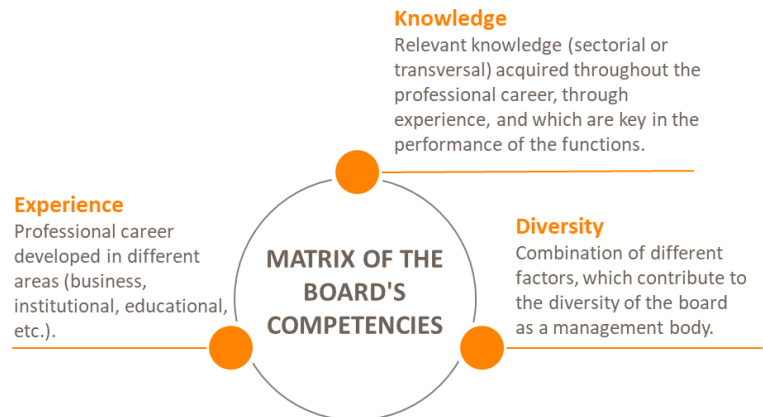 Knowledge
Relevant knowledge (sectorial or
transversal) acquired throughout the
professional career, through
experience, and which are key in the
performance of the functions.
Experience
Professional career
developed in different
areas (business,
institutional, educational,
etc.).
MATRIX OF THE
BOARD'S
COMPETENCIES
Diversity
Combination of different
factors, which contribute to
the diversity of the board
as a management body.